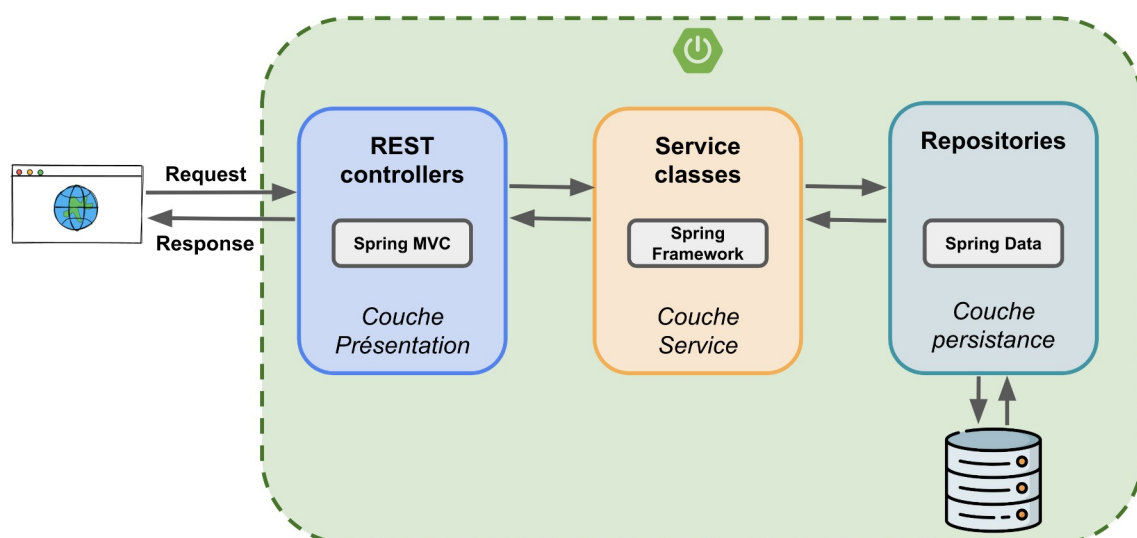 Request
Response
REST
controllers
Spring MVC
Couche
Présentation
Service
classes
Spring
Framework
Couche
Service
Repositories
Spring Data
Couche
persistance